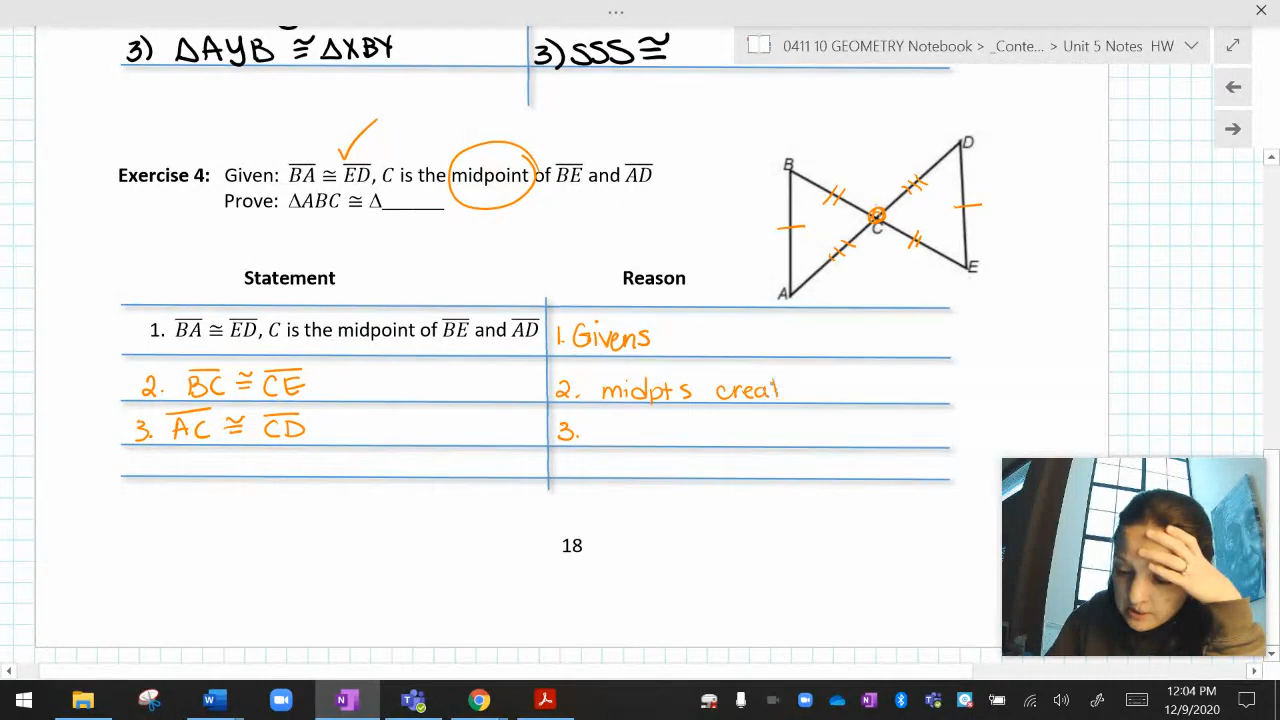 3) ΔAYB ≅ ΔXBY
3) SSS ≅
0411 10 GEOMETRY Notebook > _Conte... > Unit 5 Notes HW
Exercise 4: Given: BA ≅ ED, C is the midpoint of BE and AD
Prove: ΔABC ≅ Δ______
B
D
C
A
E
Statement
Reason
1. BA ≅ ED, C is the midpoint of BE and AD
1. Givens
2. BC ≅ CE
2. midpts creat
3. AC ≅ CD
3.
18
12:04 PM
12/9/2020